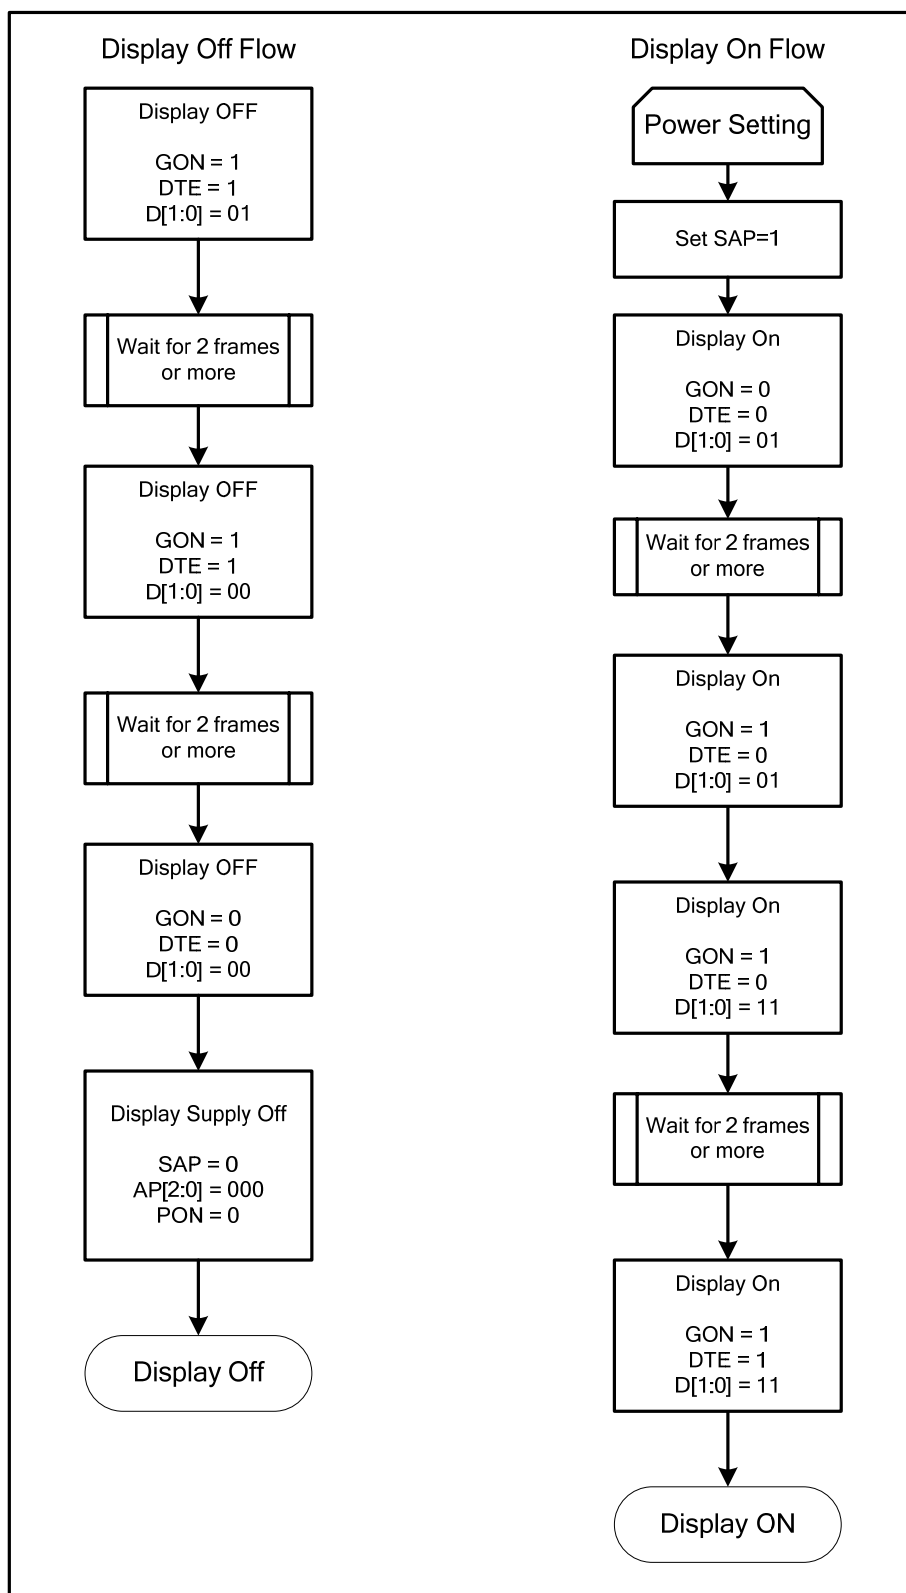 Display Off Flow
Display OFF
GON = 1
DTE = 1
D[1:0] = 01
Wait for 2 frames
or more
Display OFF
GON = 1
DTE = 1
D[1:0] = 00
Wait for 2 frames
or more
Display OFF
GON = 0
DTE = 0
D[1:0] = 00
Display Supply Off
SAP = 0
AP[2:0] = 000
PON = 0
Display Off
Display On Flow
Power Setting
Set SAP=1
Display On
GON = 0
DTE = 0
D[1:0] = 01
Wait for 2 frames
or more
Display On
GON = 1
DTE = 0
D[1:0] = 01
Display On
GON = 1
DTE = 0
D[1:0] = 11
Wait for 2 frames
or more
Display On
GON = 1
DTE = 1
D[1:0] = 11
Display ON